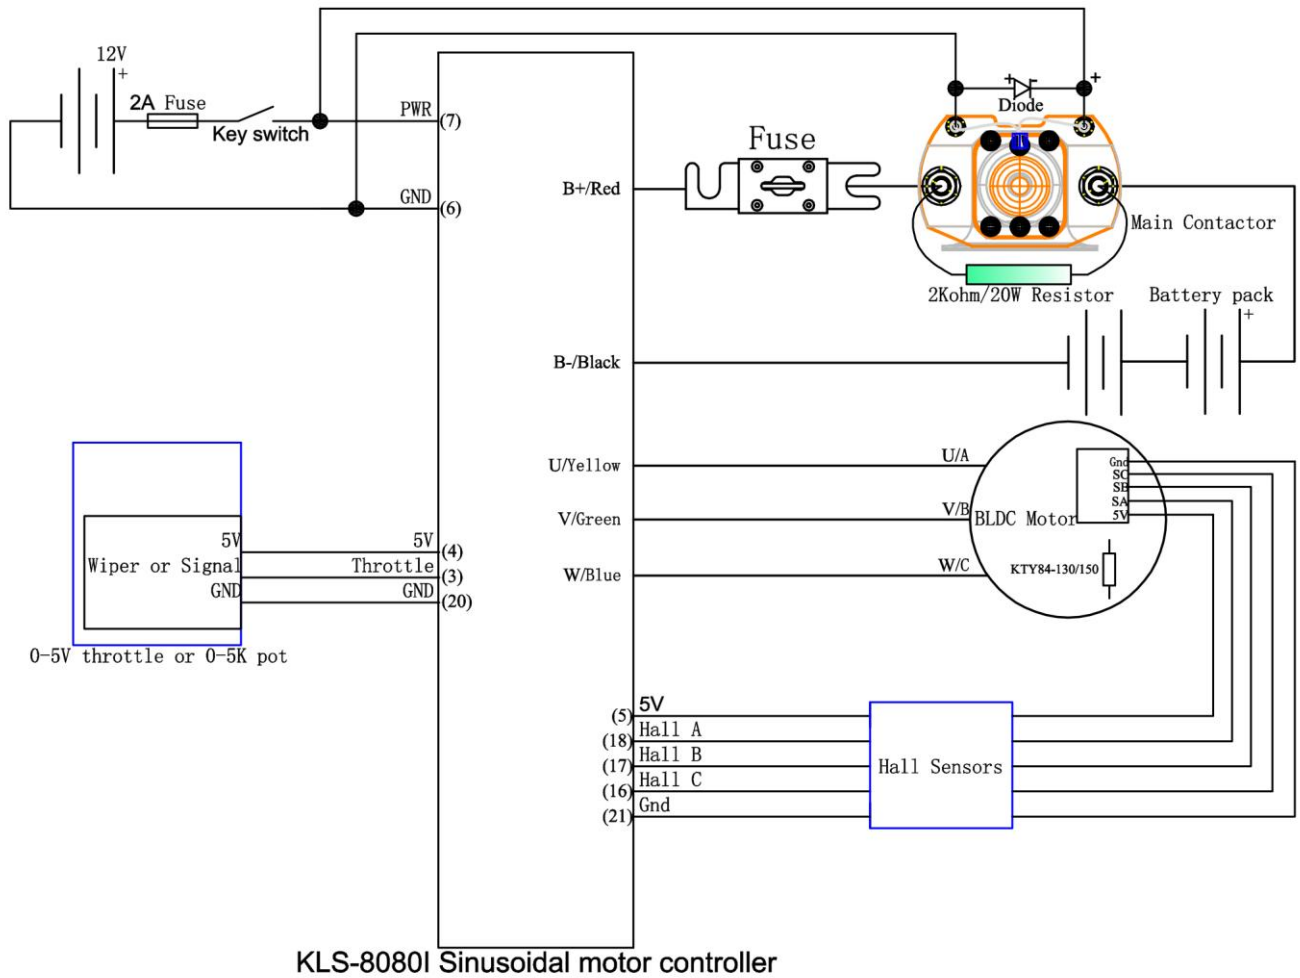 12V
+
2A Fuse
Key switch
PWR
(7)
GND
(6)
+
Diode
+
Fuse
B+/Red
Main Contactor
2Kohm/20W Resistor
Battery pack
+
B-/Black
U/Yellow
U/A
V/Green
V/B
W/Blue
W/C
BLDC Motor
Gnd
SC
SB
SA
5V
KTY84-130/150
5V
Wiper or Signal
GND
5V
(4)
Throttle
(3)
GND
(20)
0-5V throttle or 0-5K pot
(5)
5V
(18)
Hall A
(17)
Hall B
(16)
Hall C
(21)
Gnd
Hall Sensors
KLS-8080I Sinusoidal motor controller